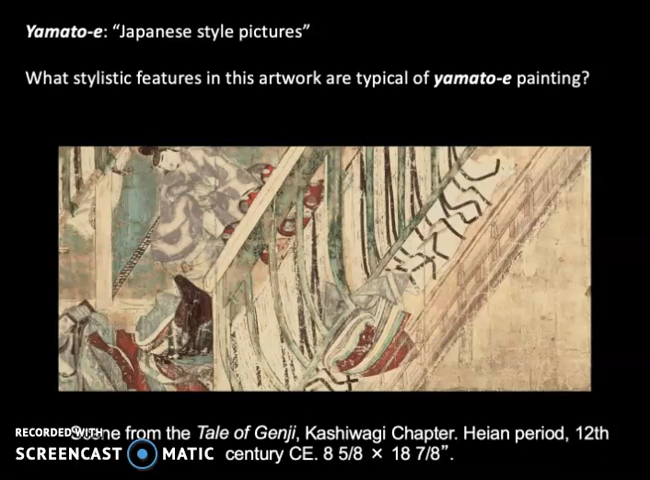 Yamato-e: “Japanese style pictures”
What stylistic features in this artwork are typical of yamato-e painting?
RECORDED WITH
Scene from the Tale of Genji, Kashiwagi Chapter. Heian period, 12th
SCREENCAST MATIC
century CE. 8 5/8 × 18 7/8”.